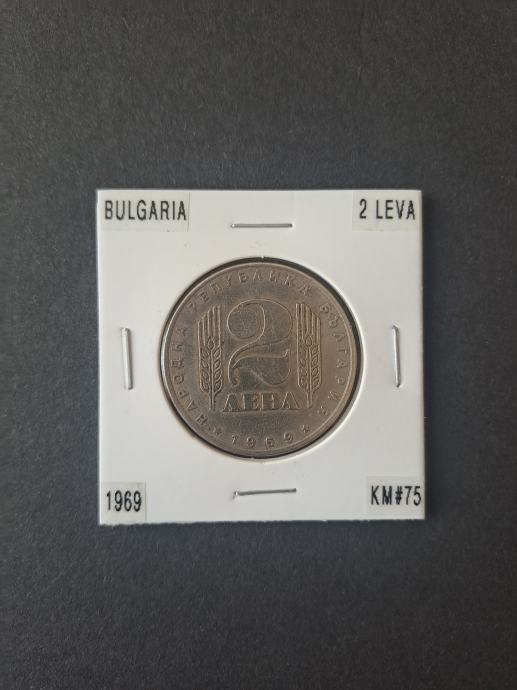 BULGARIA
2 LEVA
НАРОДНА РЕПУБЛИКА БЪЛГАРИЯ
2
ЛЕВА
1969
1969
KM#75